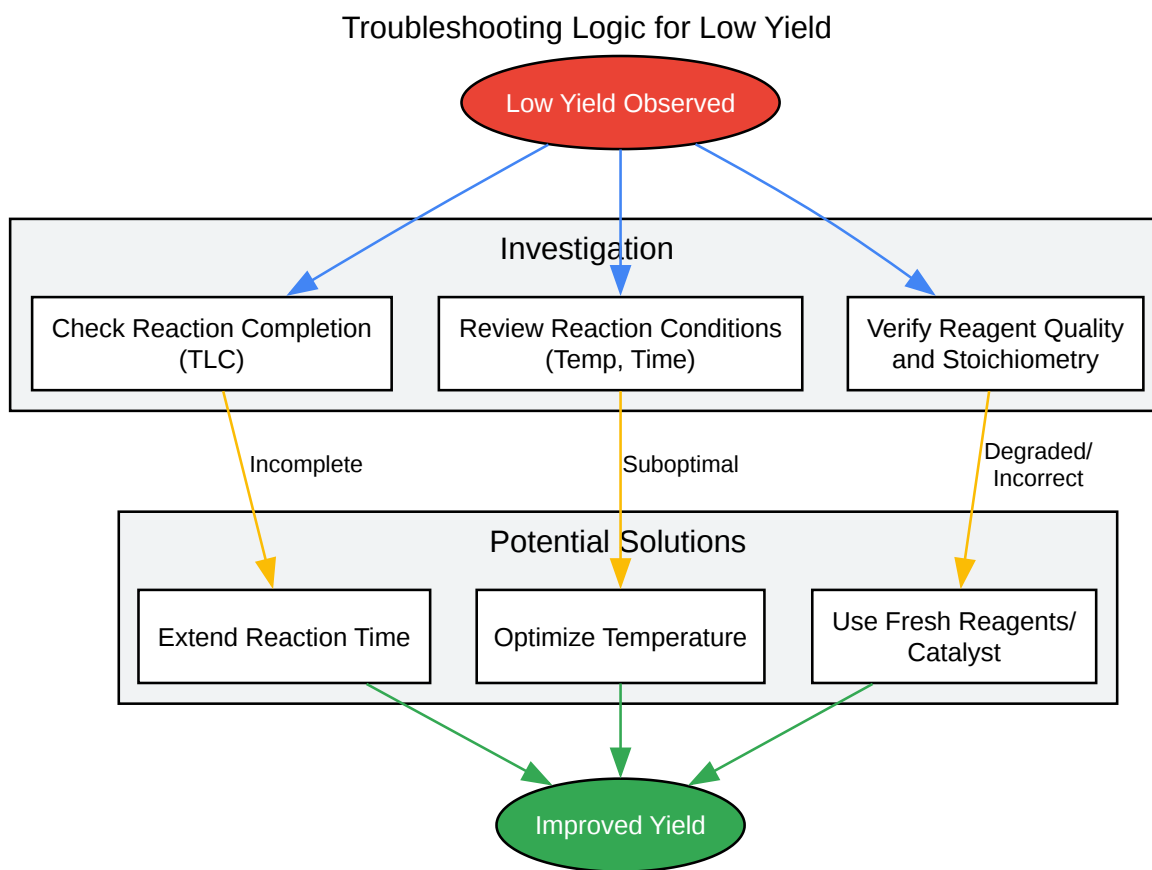 Troubleshooting Logic for Low Yield
Low Yield Observed
Investigation
Check Reaction Completion
(TLC)
Review Reaction Conditions
(Temp, Time)
Verify Reagent Quality
and Stoichiometry
Incomplete
Suboptimal
Degraded/
Incorrect
Potential Solutions
Extend Reaction Time
Optimize Temperature
Use Fresh Reagents/
Catalyst
Improved Yield